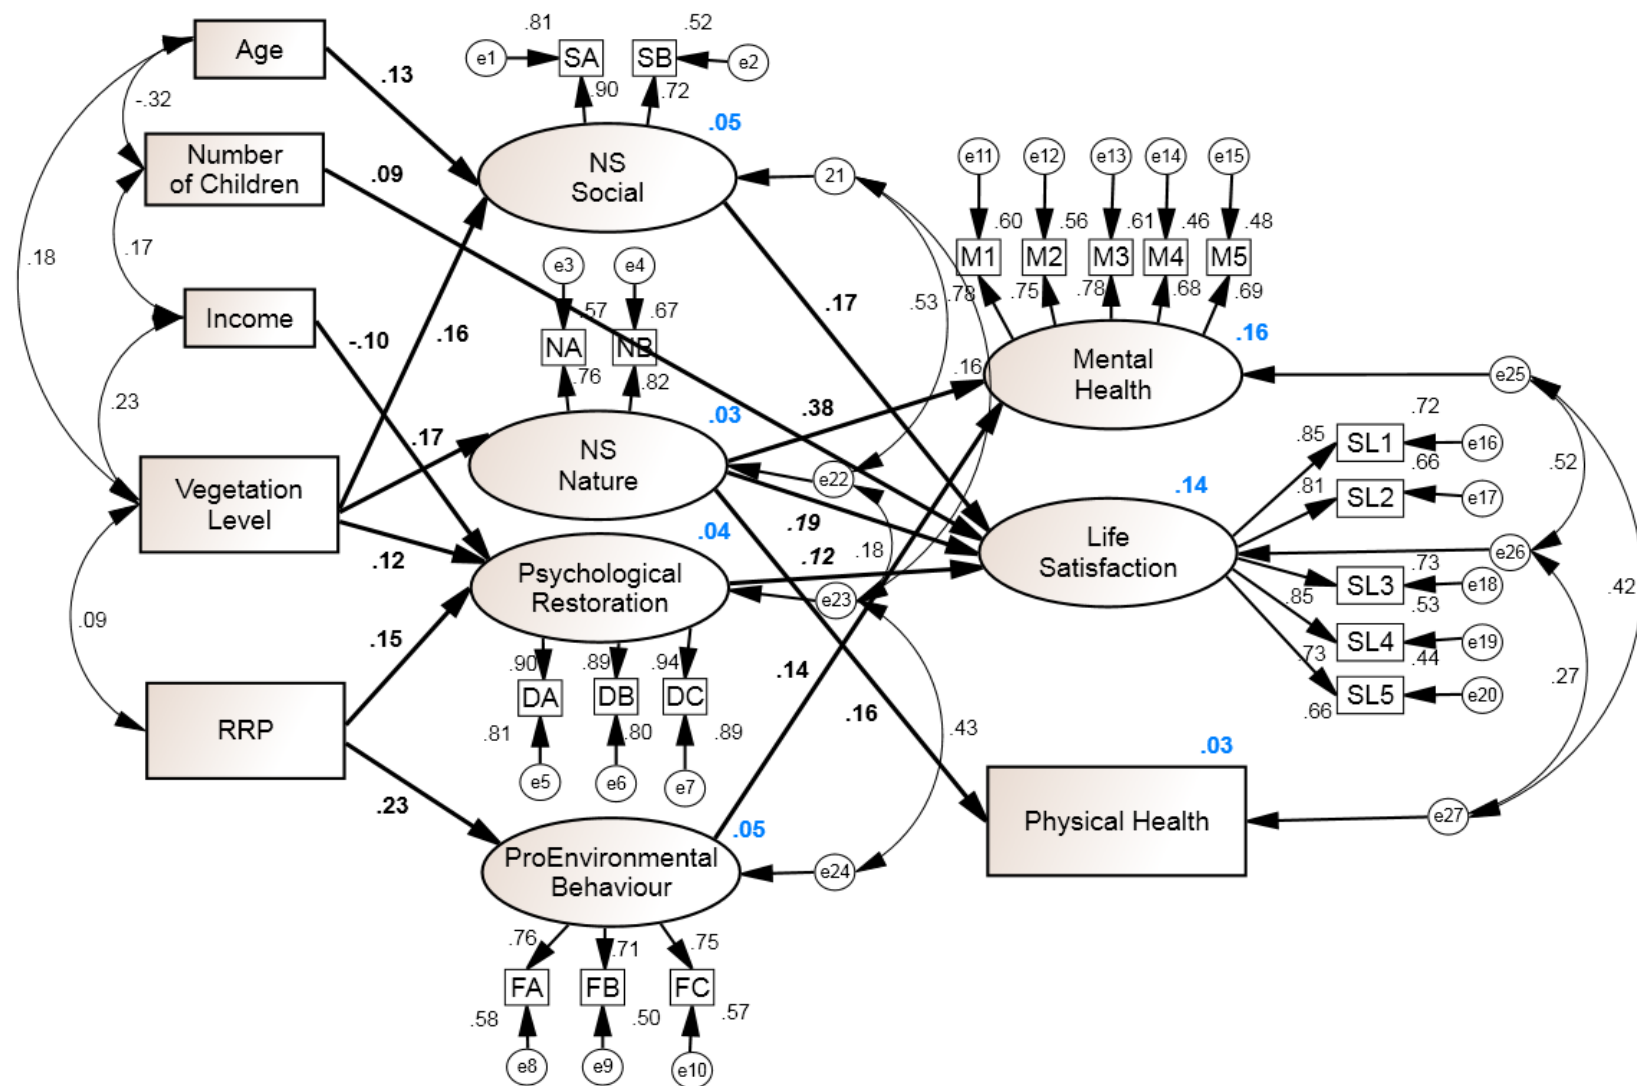 .81
.52
e1
SA
SB
e2
Age
.13
-.32
.90
.72
.05
Number
of Children
.09
NS
Social
21
e11
e12
e13
e14
e15
.60
.56
.61
.46
.48
M1
M2
M3
M4
M5
.78
.75
.78
.68
.69
.18
.17
e3
e4
.57
.67
.17
.53
Income
-.10
.16
NA
NB
.76
.82
.16
Mental
Health
.16
e25
.23
.17
.03
.38
NS
Nature
e22
.72
.85
SL1
e16
.66
.52
.81
SL2
e17
Vegetation
Level
.04
.19
.14
.12
.12
.18
Life
Satisfaction
e26
.73
Psychological
Restoration
e23
.85
SL3
e18
.53
.42
.09
.15
.90
.89
.94
.14
.73
SL4
e19
.44
.27
DA
DB
DC
.16
.66
SL5
e20
RRP
.81
.80
.89
.43
.03
e5
e6
e7
.23
.05
Physical Health
e27
ProEnvironmental
Behaviour
e24
.76
.71
.75
FA
FB
FC
.58
.50
.57
e8
e9
e10